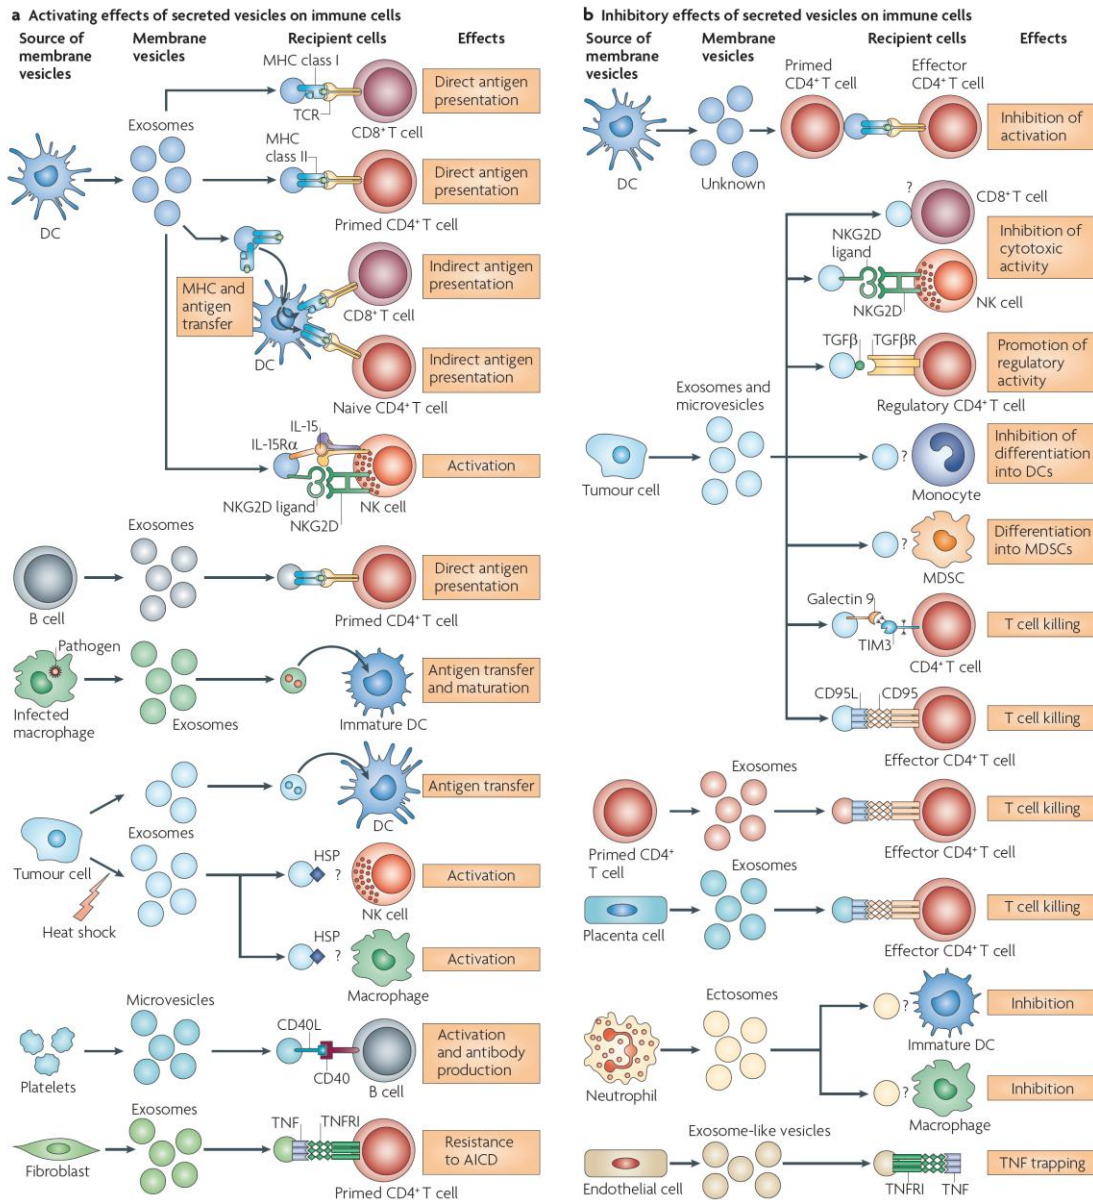 a Activating effects of secreted vesicles on immune cells
Source of
membrane
vesicles
Membrane
vesicles
Recipient cells
Effects
MHC class I
TCR
CD8⁺ T cell
Direct antigen
presentation
Exosomes
DC
MHC
class II
Primed CD4⁺ T cell
Direct antigen
presentation
MHC and
antigen
transfer
DC
CD8⁺ T cell
Indirect antigen
presentation
Naive CD4⁺ T cell
Indirect antigen
presentation
IL-15
IL-15Rα
NKG2D ligand
NKG2D
NK cell
Activation
B cell
Exosomes
Primed CD4⁺ T cell
Direct antigen
presentation
Pathogen
Infected
macrophage
Exosomes
Immature DC
Antigen transfer
and maturation
Tumour cell
Heat shock
Exosomes
DC
Antigen transfer
HSP
?
NK cell
Activation
HSP
?
Macrophage
Activation
Platelets
Microvesicles
CD40L
CD40
B cell
Activation
and antibody
production
Fibroblast
Exosomes
TNF
TNFRI
Primed CD4⁺ T cell
Resistance
to AICD
b Inhibitory effects of secreted vesicles on immune cells
Source of
membrane
vesicles
Membrane
vesicles
Recipient cells
Effects
DC
Unknown
Primed
CD4⁺ T cell
Effector
CD4⁺ T cell
Inhibition of
activation
Tumour cell
Exosomes and
microvesicles
?
CD8⁺ T cell
NKG2D
ligand
NKG2D
NK cell
Inhibition of
cytotoxic
activity
TGFβ
TGFβR
Regulatory CD4⁺ T cell
Promotion of
regulatory
activity
?
Monocyte
Inhibition of
differentiation
into DCs
?
MDSC
Differentiation
into MDSCs
Galectin 9
TIM3
CD4⁺ T cell
T cell killing
CD95L
CD95
Effector CD4⁺ T cell
T cell killing
Primed CD4⁺
T cell
Exosomes
Effector CD4⁺ T cell
T cell killing
Placenta cell
Exosomes
Effector CD4⁺ T cell
T cell killing
Neutrophil
Ectosomes
?
Immature DC
Inhibition
?
Macrophage
Inhibition
Endothelial cell
Exosome-like vesicles
TNFRI
TNF
TNF trapping